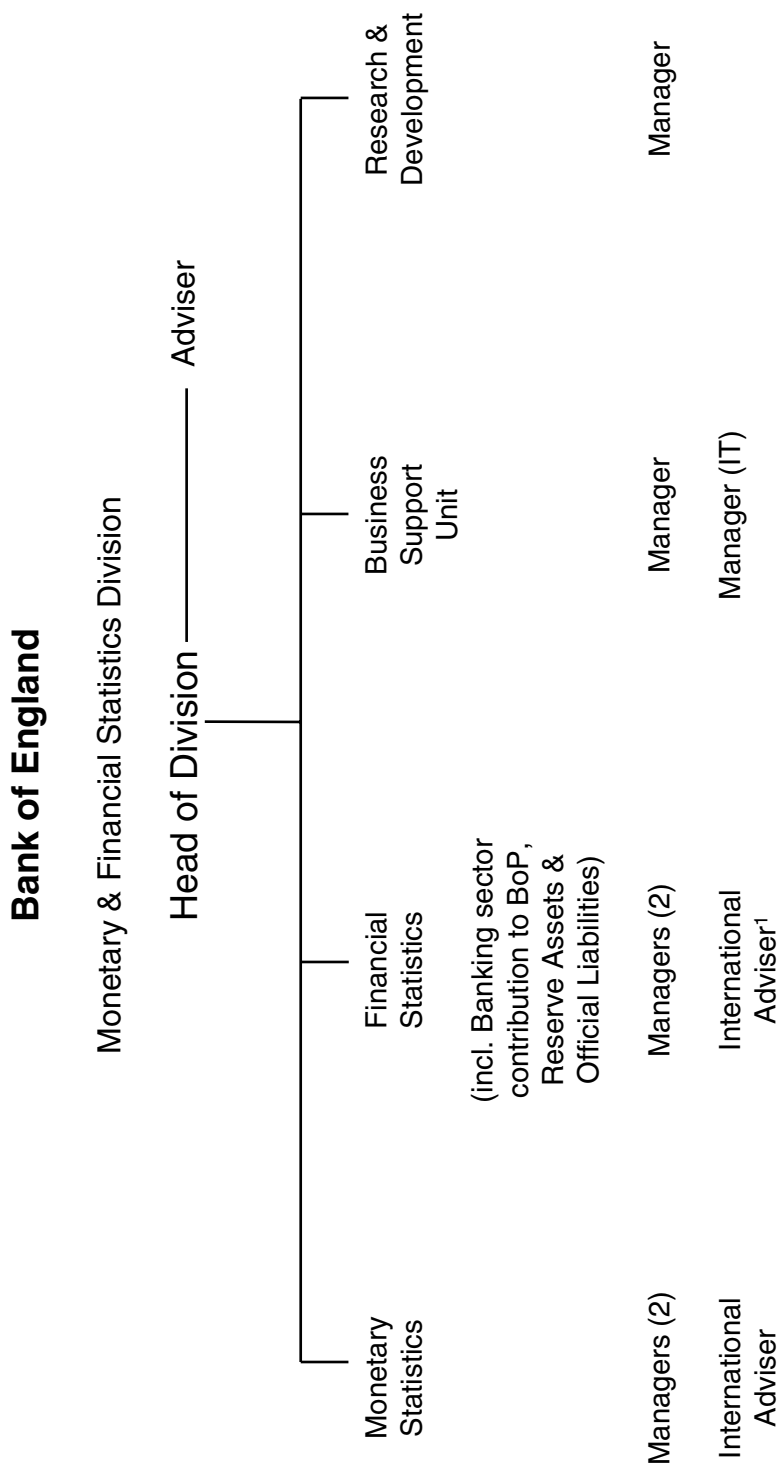 Bank of England
Monetary & Financial Statistics Division
Head of Division
Adviser
Monetary
Statistics
Managers (2)
International
Adviser
Financial
Statistics
(incl. Banking sector
contribution to BoP,
Reserve Assets &
Official Liabilities)
Managers (2)
International
Adviser¹
Business
Support
Unit
Manager
Manager (IT)
Research &
Development
Manager